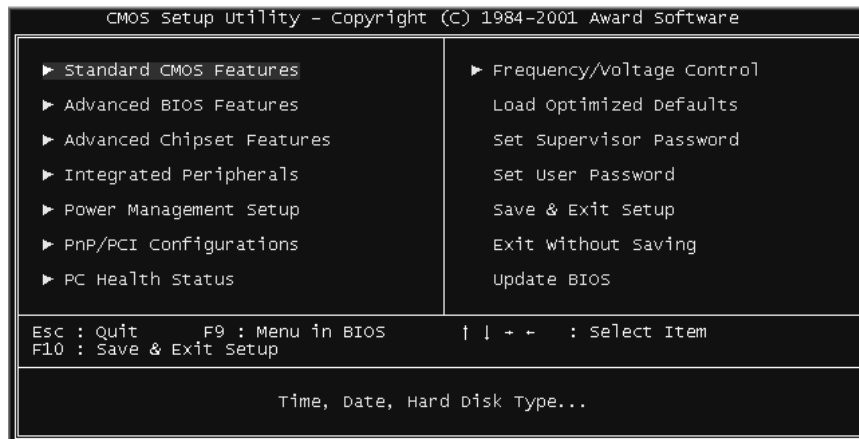 CMOS Setup Utility – Copyright (C) 1984–2001 Award Software
▶ Standard CMOS Features
▶ Advanced BIOS Features
▶ Advanced Chipset Features
▶ Integrated Peripherals
▶ Power Management Setup
▶ PnP/PCI Configurations
▶ PC Health Status
▶ Frequency/Voltage Control
Load Optimized Defaults
Set Supervisor Password
Set User Password
Save & Exit Setup
Exit Without Saving
Update BIOS
Esc : Quit F9 : Menu in BIOS ↑ ↓ → ← : Select Item
F10 : Save & Exit Setup
Time, Date, Hard Disk Type...